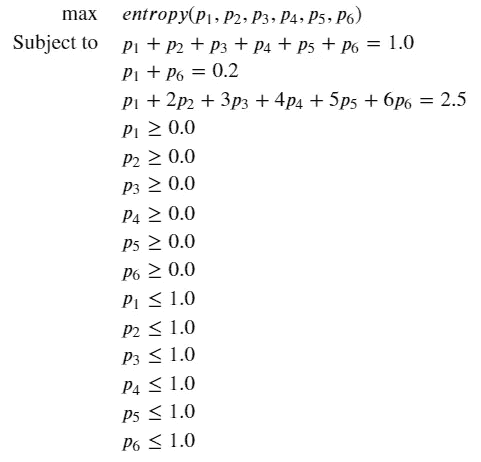 max entropy(p₁, p₂, p₃, p₄, p₅, p₆)
Subject to p₁ + p₂ + p₃ + p₄ + p₅ + p₆ = 1.0
p₁ + p₆ = 0.2
p₁ + 2p₂ + 3p₃ + 4p₄ + 5p₅ + 6p₆ = 2.5
p₁ ≥ 0.0
p₂ ≥ 0.0
p₃ ≥ 0.0
p₄ ≥ 0.0
p₅ ≥ 0.0
p₆ ≥ 0.0
p₁ ≤ 1.0
p₂ ≤ 1.0
p₃ ≤ 1.0
p₄ ≤ 1.0
p₅ ≤ 1.0
p₆ ≤ 1.0